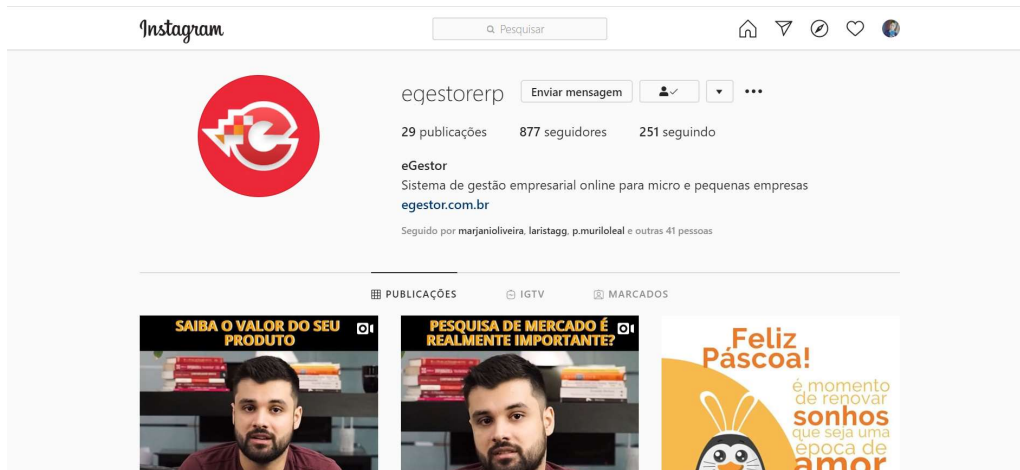 Instagram
Pesquisar
egestorerp Enviar mensagem
29 publicações 877 seguidores 251 seguindo
eGestor
Sistema de gestão empresarial online para micro e pequenas empresas
egestor.com.br
Seguido por marjanioliveira, laristagg, p.muriloleal e outras 41 pessoas
PUBLICAÇÕES IGTV MARCADOS
SAIBA O VALOR DO SEU
PRODUTO
PESQUISA DE MERCADO É
REALMENTE IMPORTANTE?
Feliz
Páscoa!
é momento
de renovar
sonhos
que seja uma
época de
amor